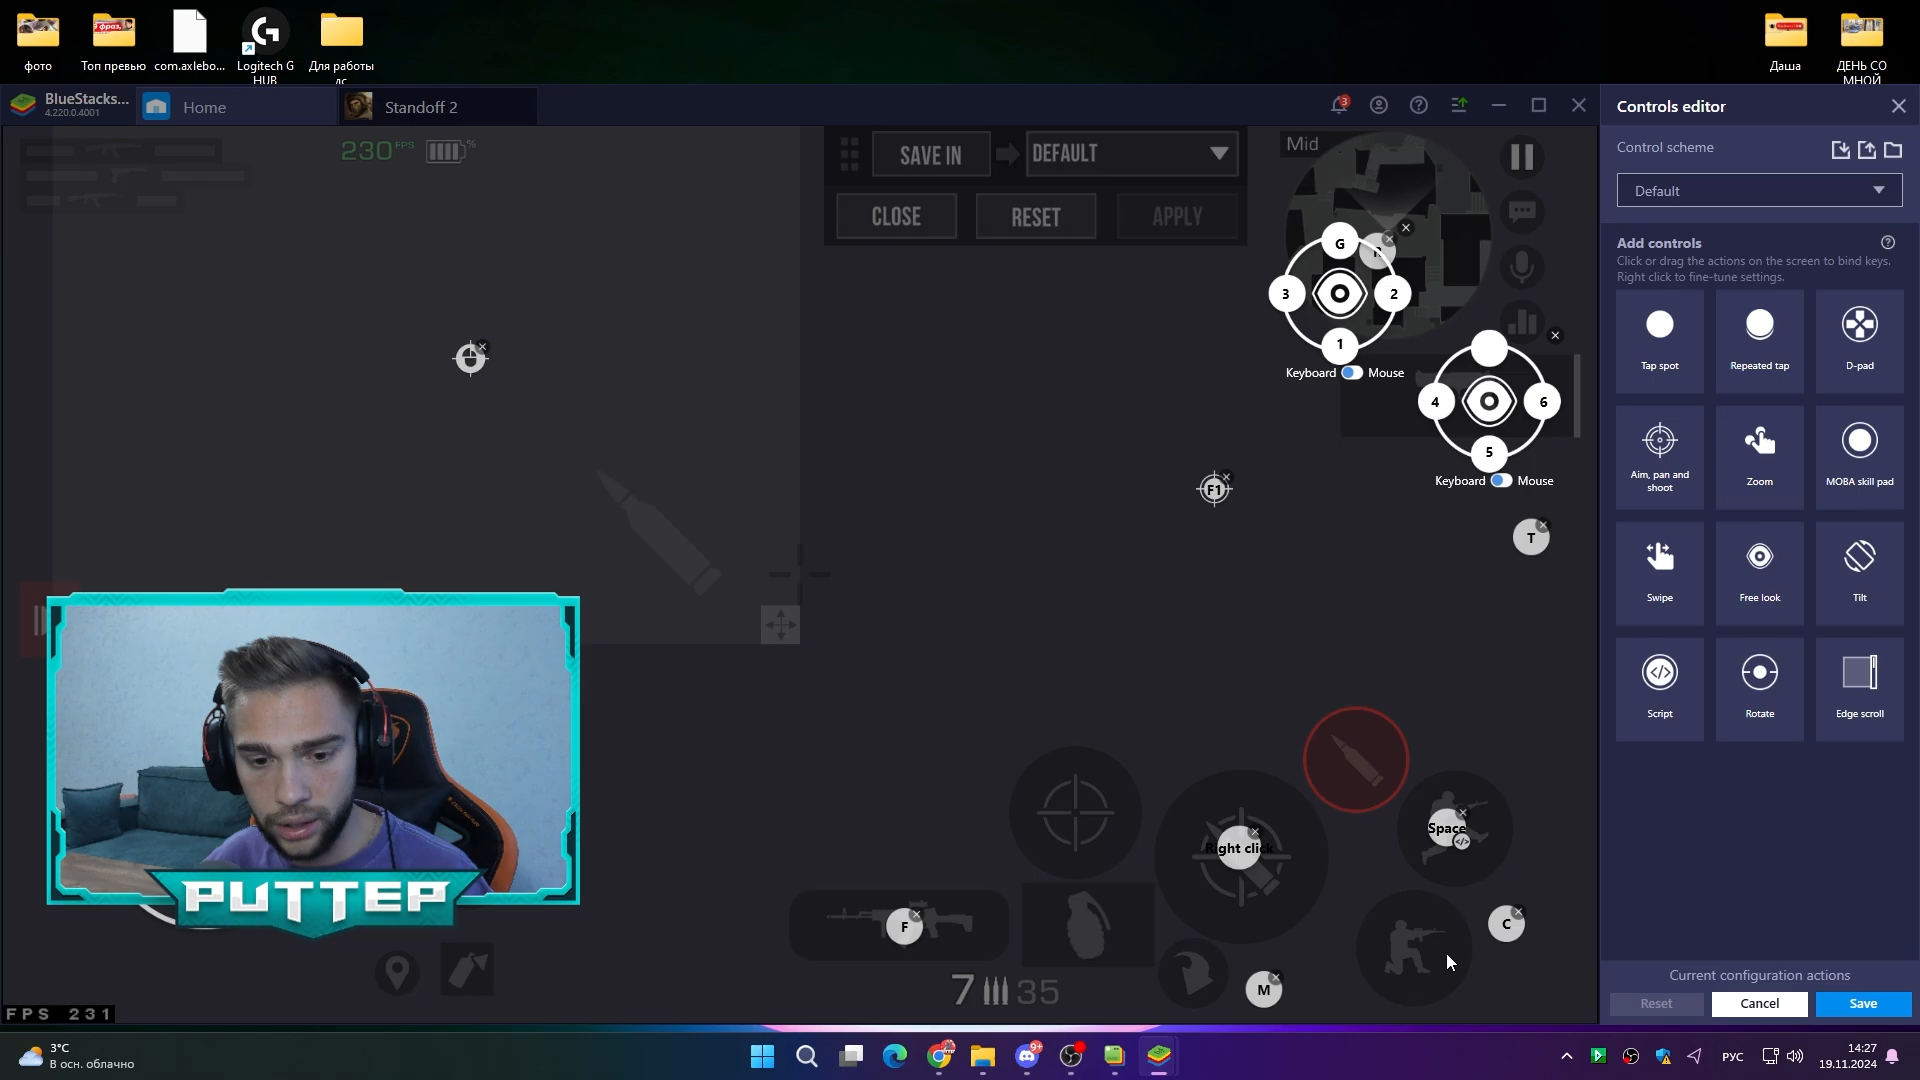 фото
Топ превью
com.axlebo...
Logitech G
HUB
Для работы
дс
Даша
ДЕНЬ СО
МНОЙ
BlueStacks...
4.220.0.4001
Home
Standoff 2
3
Controls editor
230 FPS
%
SAVE IN
DEFAULT
CLOSE
RESET
APPLY
Mid
Control scheme
Default
Add controls
Click or drag the actions on the screen to bind keys.
Right click to fine-tune settings.
G
3
2
1
Keyboard
Mouse
4
6
5
Keyboard
Mouse
F1
T
Tap spot
Repeated tap
D-pad
Aim, pan and
shoot
Zoom
MOBA skill pad
Swipe
Free look
Tilt
Script
Rotate
Edge scroll
Space
Right click
F
C
M
7
35
РUТТЕР
FPS 231
Current configuration actions
Reset
Cancel
Save
3°C
В осн. облачно
9+
РУС
14:27
19.11.2024